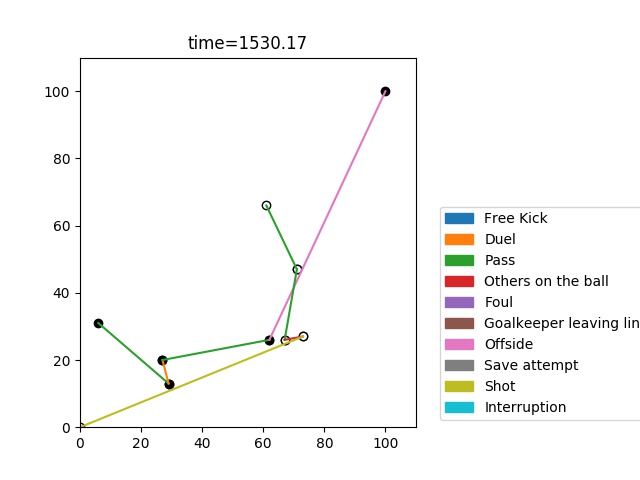 time=1530.17
100
80
60
40
20
0
0 20 40 60 80 100
Free Kick
Duel
Pass
Others on the ball
Foul
Goalkeeper leaving lin
Offside
Save attempt
Shot
Interruption